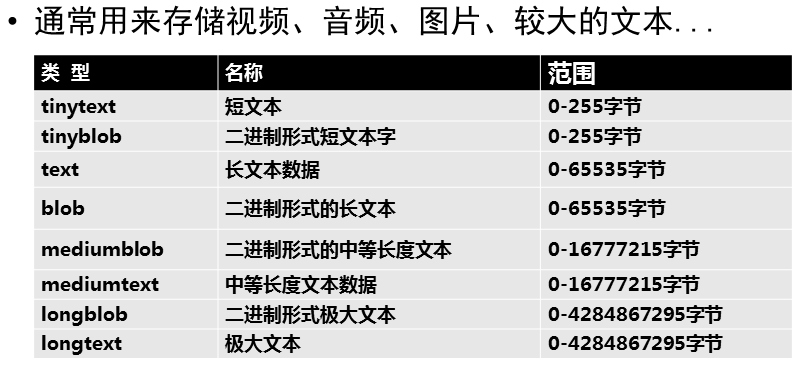 • 通常用来存储视频、音频、图片、较大的文本...
类 型 名称 范围
tinytext 短文本 0-255字节
tinyblob 二进制形式短文本字 0-255字节
text 长文本数据 0-65535字节
blob 二进制形式的长文本 0-65535字节
mediumblob 二进制形式的中等长度文本 0-16777215字节
mediumtext 中等长度文本数据 0-16777215字节
longblob 二进制形式极大文本 0-4284867295字节
longtext 极大文本 0-4284867295字节